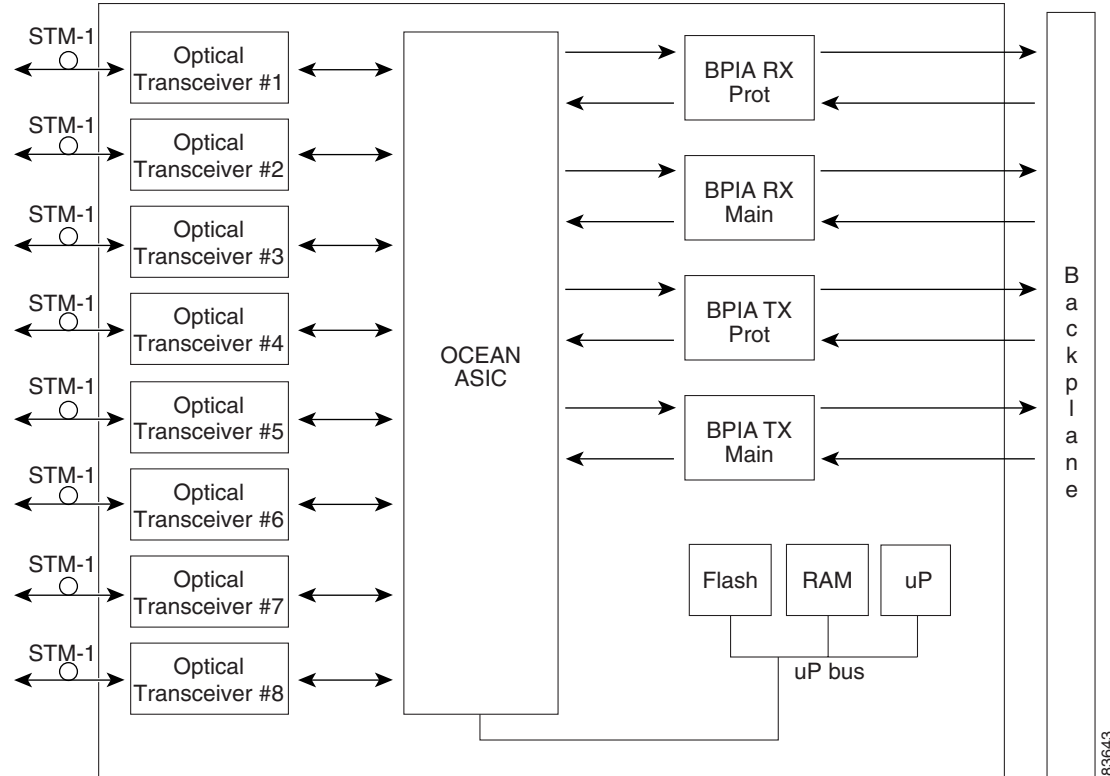 STM-1
Optical
Transceiver #1
STM-1
Optical
Transceiver #2
STM-1
Optical
Transceiver #3
STM-1
Optical
Transceiver #4
STM-1
Optical
Transceiver #5
STM-1
Optical
Transceiver #6
STM-1
Optical
Transceiver #7
STM-1
Optical
Transceiver #8
OCEAN
ASIC
BPIA RX
Prot
BPIA RX
Main
BPIA TX
Prot
BPIA TX
Main
Flash
RAM
uP
uP bus
Backplane
83643